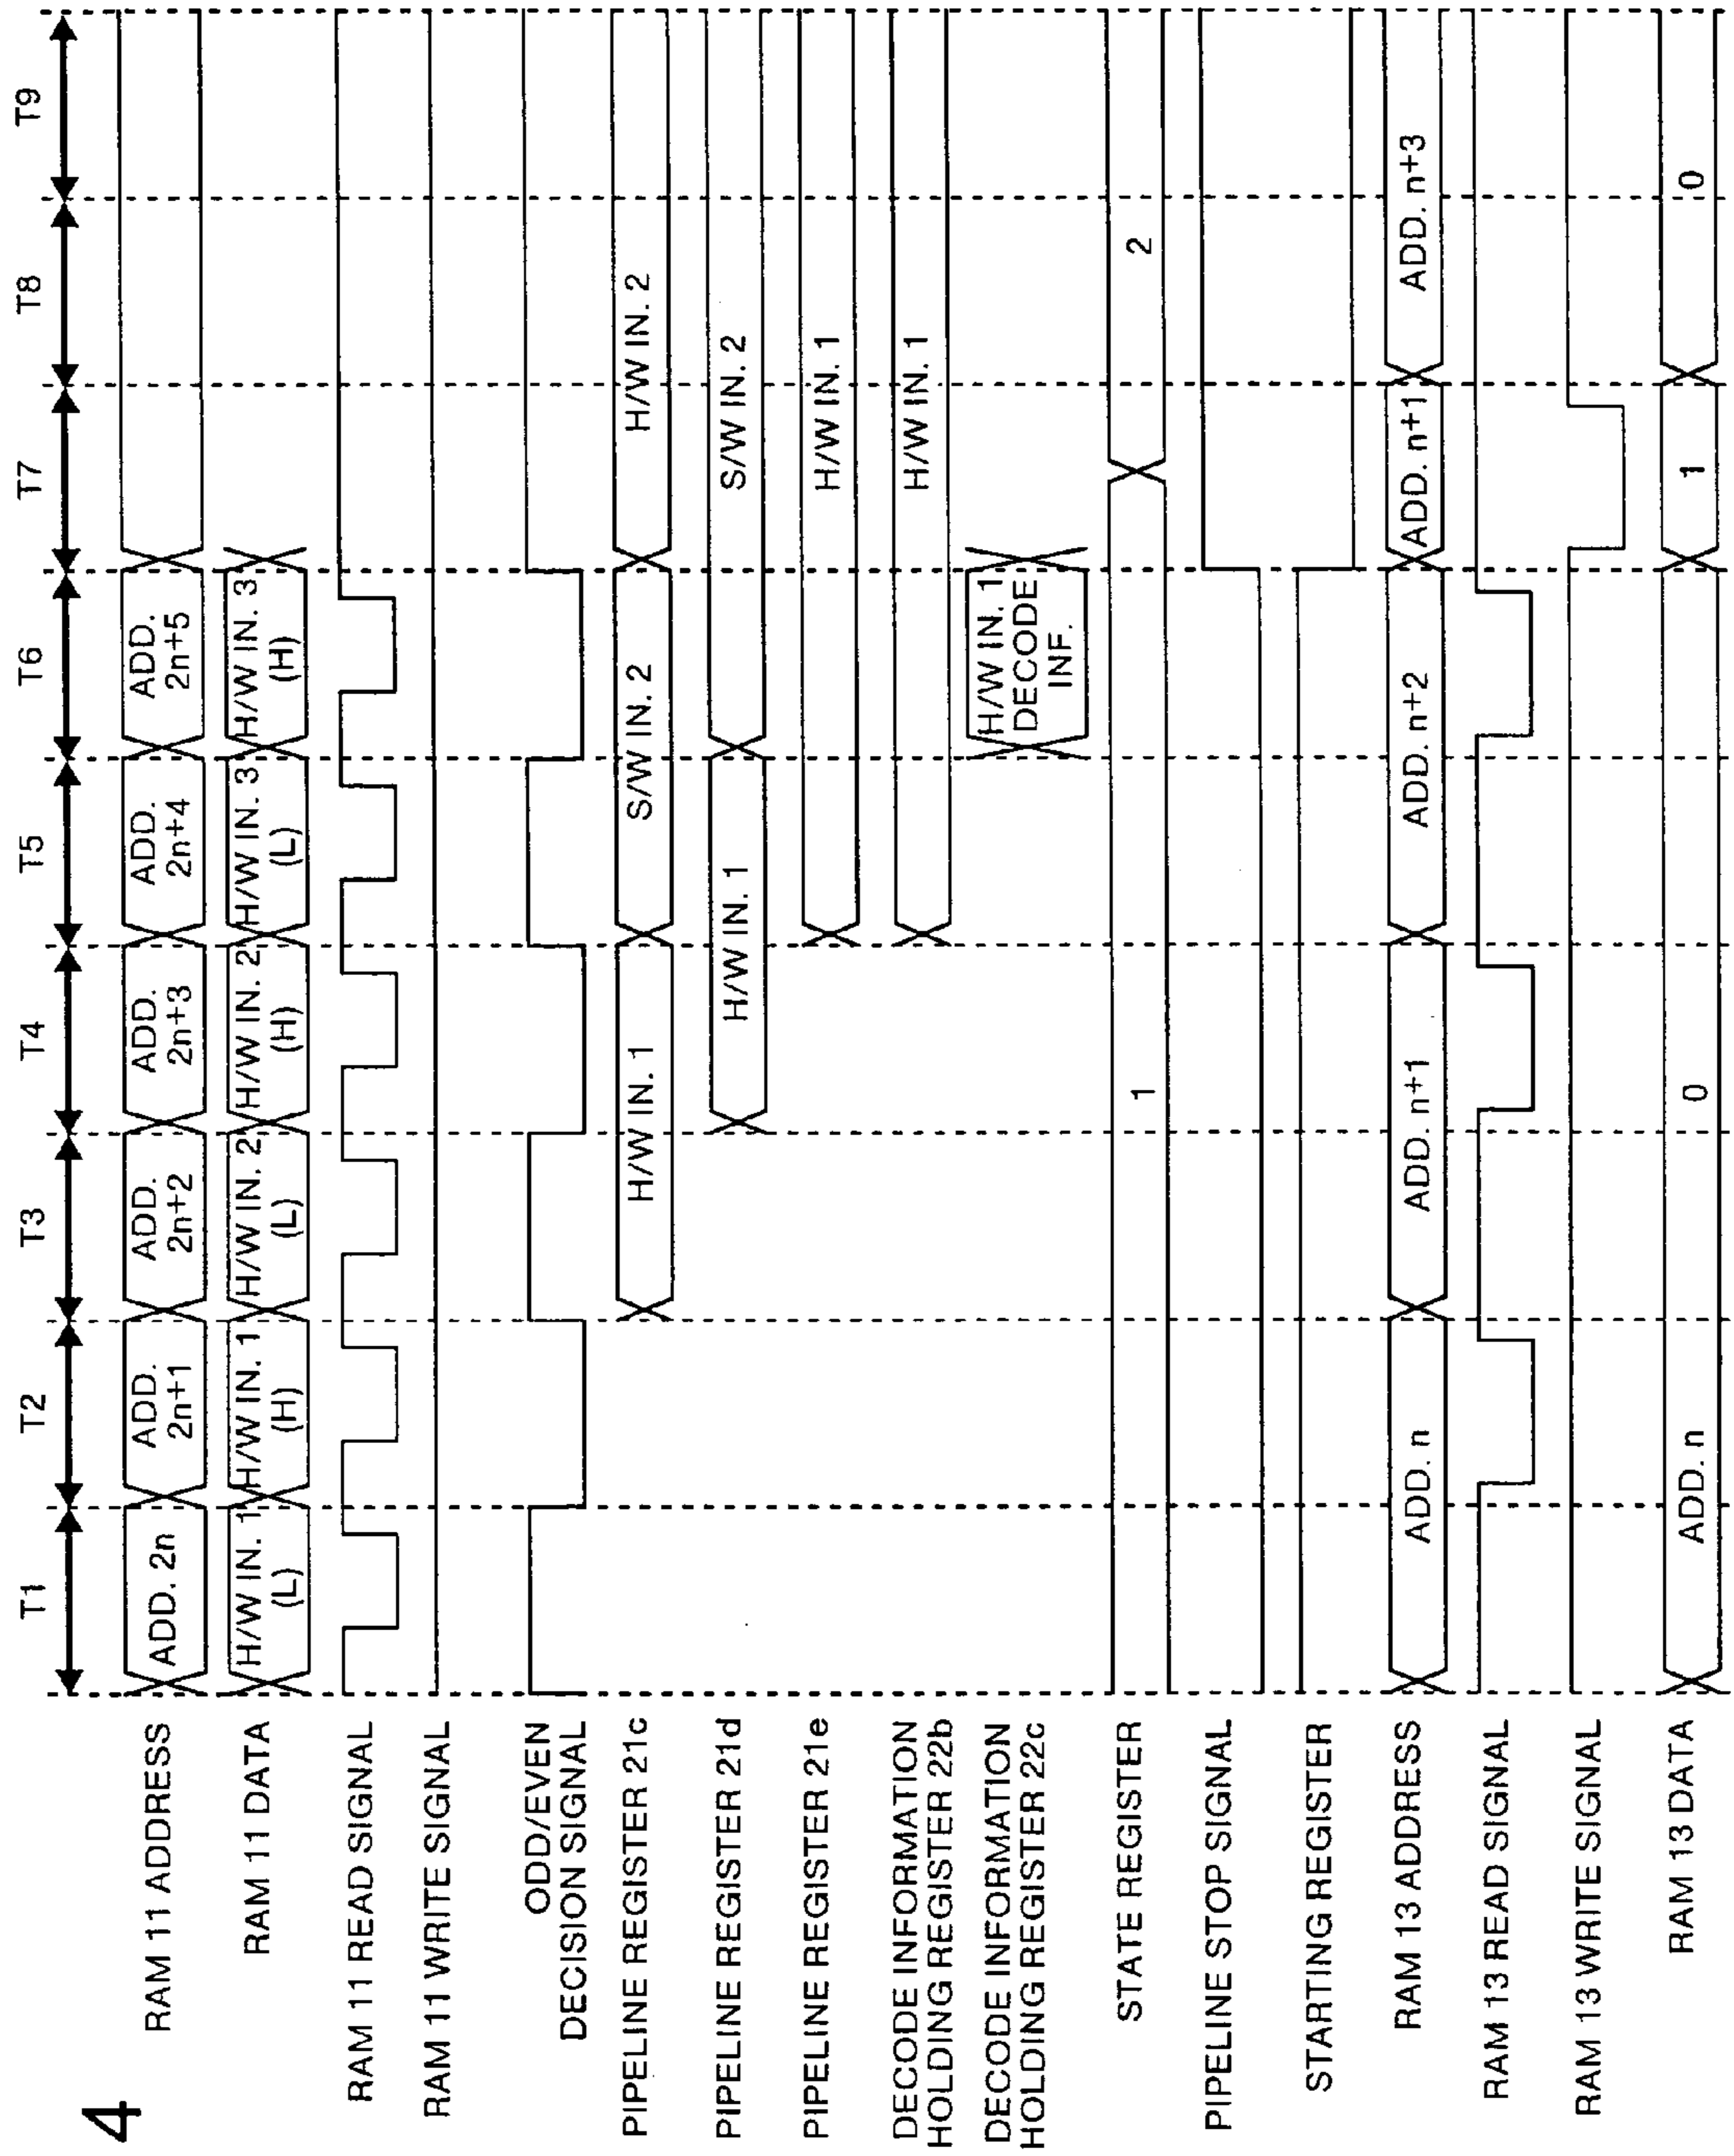 4
T1 T2 T3 T4 T5 T6 T7 T8 T9
RAM 11 ADDRESS
ADD. 2n
ADD.
2n+1
ADD.
2n+2
ADD.
2n+3
ADD.
2n+4
ADD.
2n+5
RAM 11 DATA
H/W IN. 1
(L)
H/W IN. 1
(H)
H/W IN. 2
(L)
H/W IN. 2
(H)
H/W IN. 3
(L)
H/W IN. 3
(H)
RAM 11 READ SIGNAL
RAM 11 WRITE SIGNAL
ODD/EVEN
DECISION SIGNAL
PIPELINE REGISTER 21c
H/W IN. 1
S/W IN. 2
H/W IN. 2
PIPELINE REGISTER 21d
H/W IN. 1
S/W IN. 2
PIPELINE REGISTER 21e
H/W IN. 1
DECODE INFORMATION
HOLDING REGISTER 22b
H/W IN. 1
DECODE INFORMATION
HOLDING REGISTER 22c
H/W IN. 1
DECODE
INF.
STATE REGISTER
1
2
PIPELINE STOP SIGNAL
STARTING REGISTER
RAM 13 ADDRESS
ADD. n
ADD. n+1
ADD. n+2
ADD. n+1
ADD. n+3
RAM 13 READ SIGNAL
RAM 13 WRITE SIGNAL
RAM 13 DATA
ADD. n
0
1
0